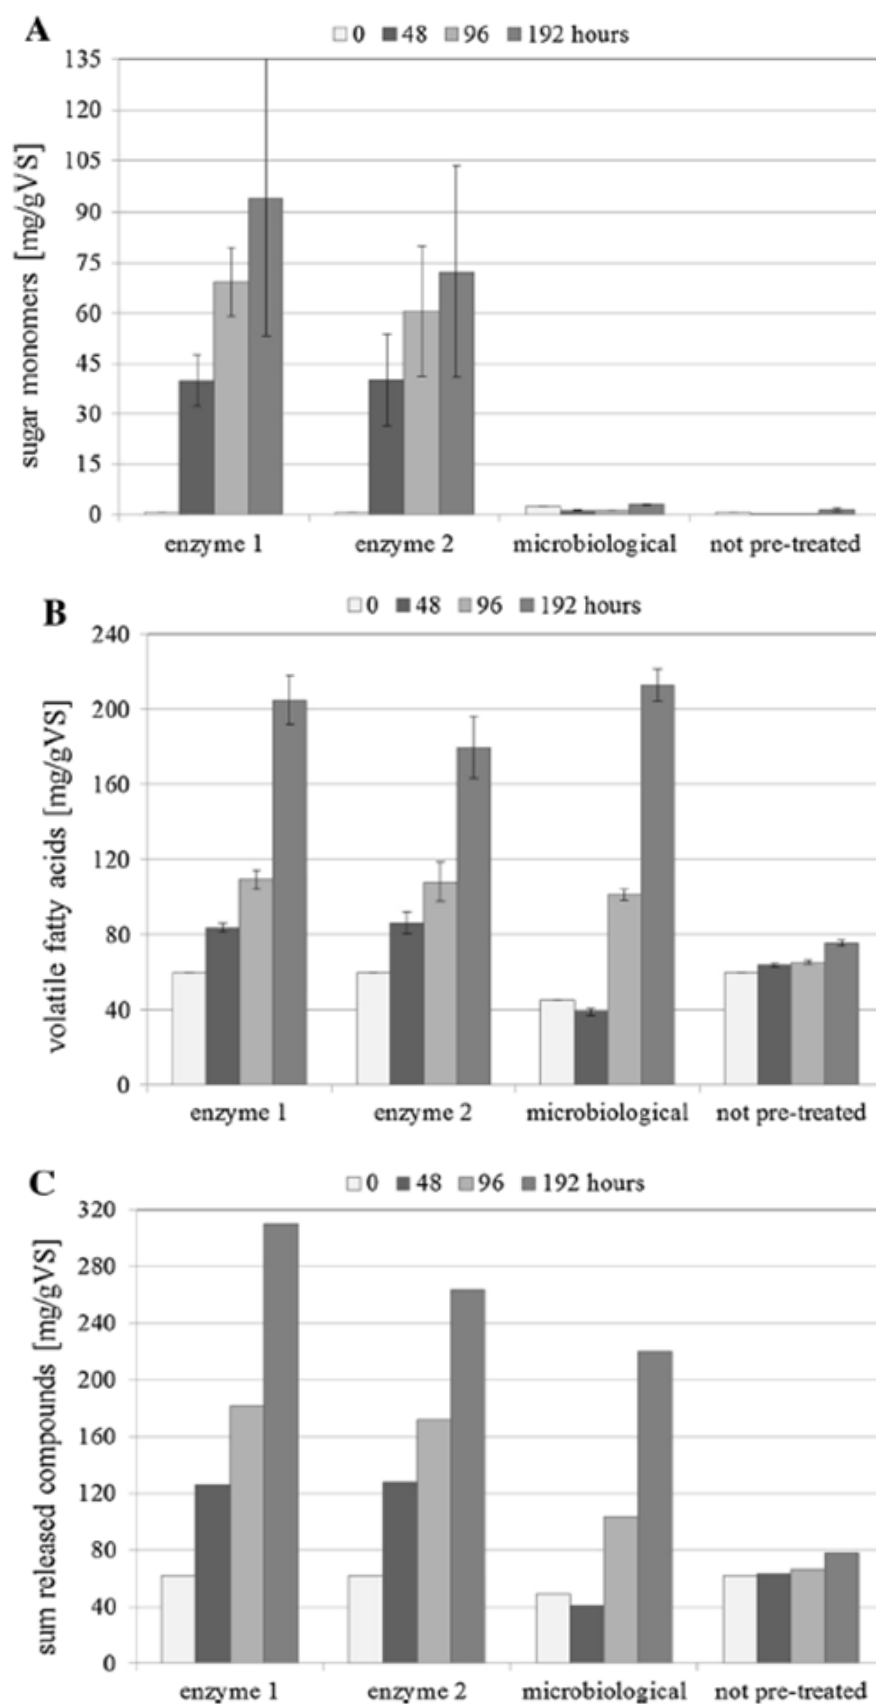 A
0 48 96 192 hours
sugar monomers [mg/gVS]
135
120
105
90
75
60
45
30
15
0
enzyme 1 enzyme 2 microbiological not pre-treated
B
0 48 96 192 hours
volatile fatty acids [mg/gVS]
240
200
160
120
80
40
0
enzyme 1 enzyme 2 microbiological not pre-treated
C
0 48 96 192 hours
sum released compounds [mg/gVS]
320
280
240
200
160
120
80
40
0
enzyme 1 enzyme 2 microbiological not pre-treated